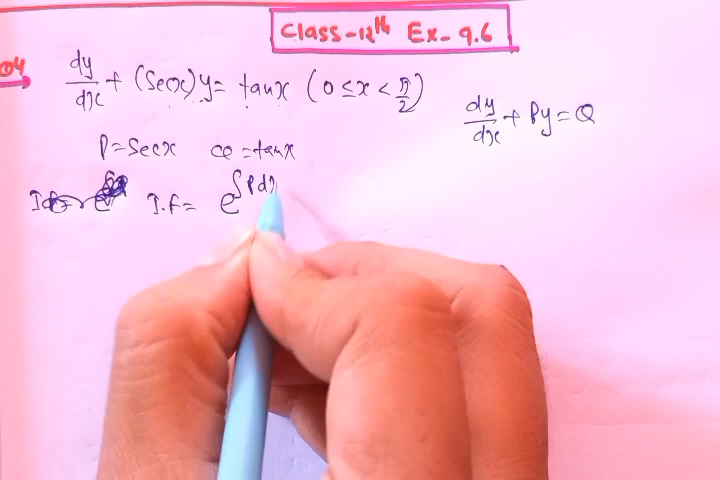 Class-12th Ex-9.6
Q4 dy/dx + (Secx)y = tanx (0 ≤ x < π/2)
dy/dx + Py = Q
P = Secx Q = tanx
I.f = e^∫Pdx